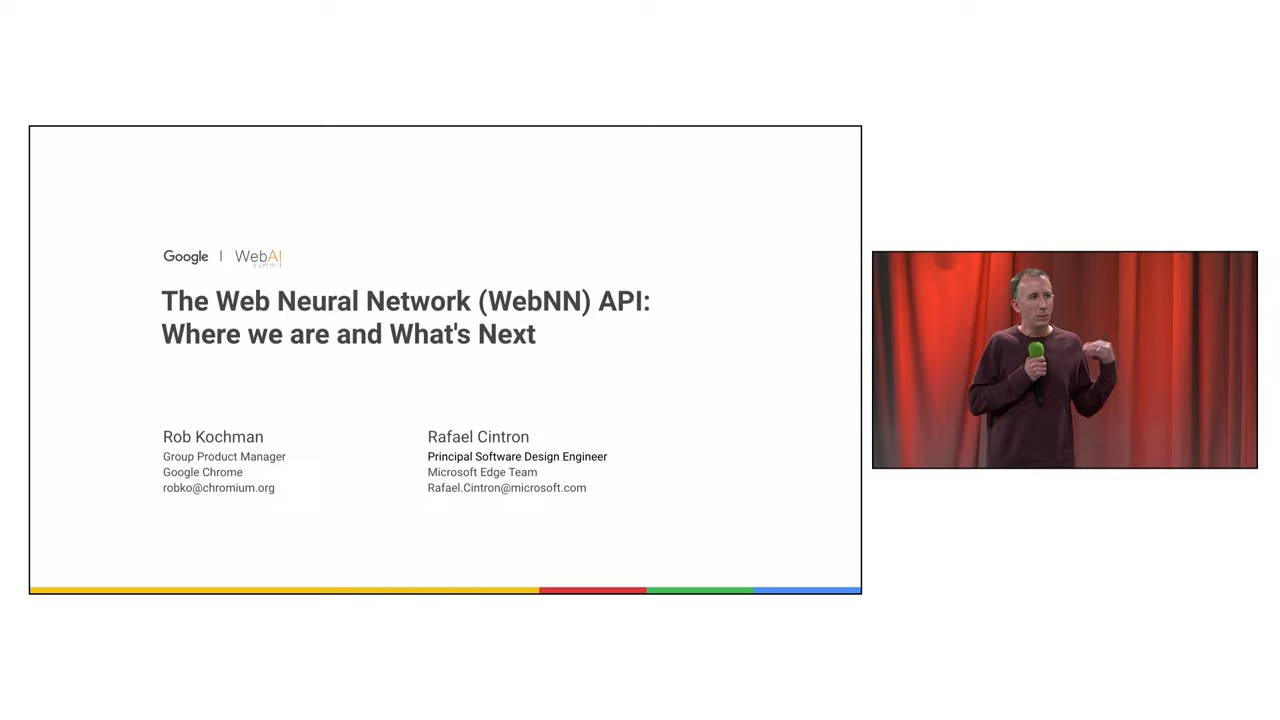 Google | WebAI
summit
The Web Neural Network (WebNN) API:
Where we are and What's Next
Rob Kochman
Group Product Manager
Google Chrome
robko@chromium.org
Rafael Cintron
Principal Software Design Engineer
Microsoft Edge Team
Rafael.Cintron@microsoft.com